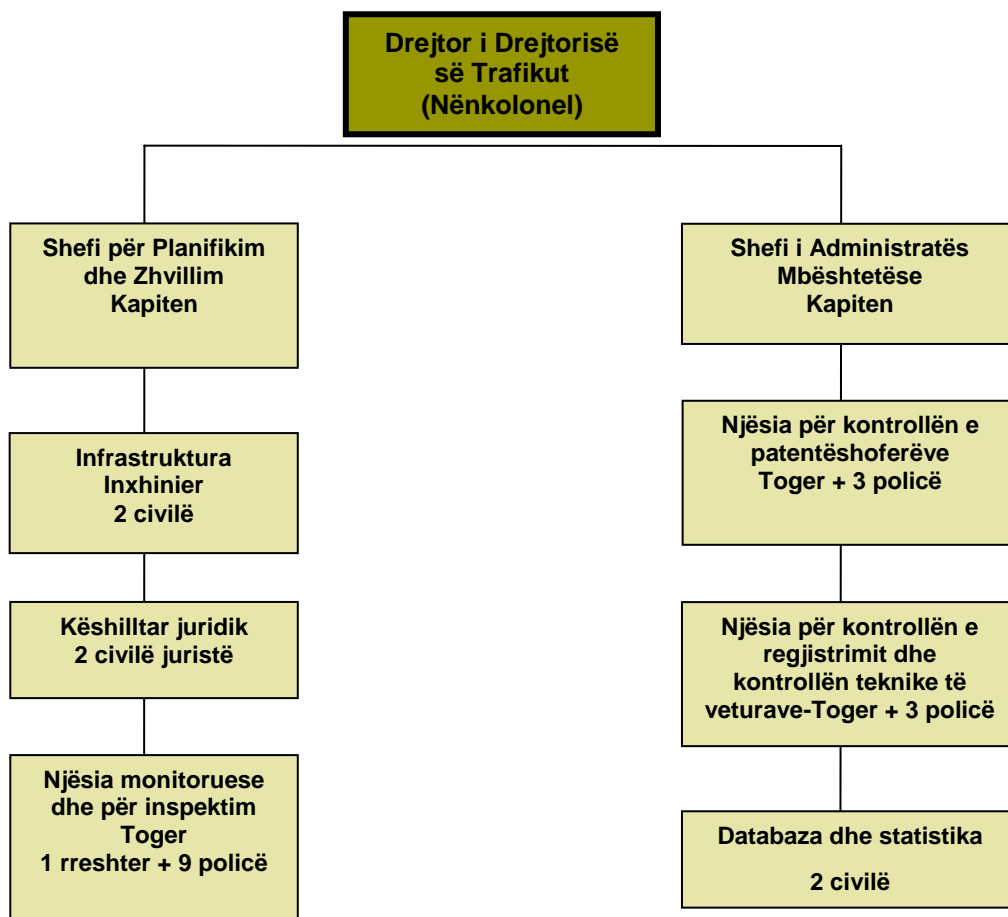 Drejtor i Drejtorisë
së Trafikut
(Nënkolonel)
Shefi për Planifikim
dhe Zhvillim
Kapiten
Infrastruktura
Inxhinier
2 civilë
Këshilltar juridik
2 civilë juristë
Njësia monitoruese
dhe për inspektim
Toger
1 rreshter + 9 policë
Shefi i Administratës
Mbështetëse
Kapiten
Njësia për kontrollën e
patentëshoferëve
Toger + 3 policë
Njësia për kontrollën e
regjistrimit dhe
kontrollën teknike të
veturave-Toger + 3 policë
Databaza dhe statistika
2 civilë